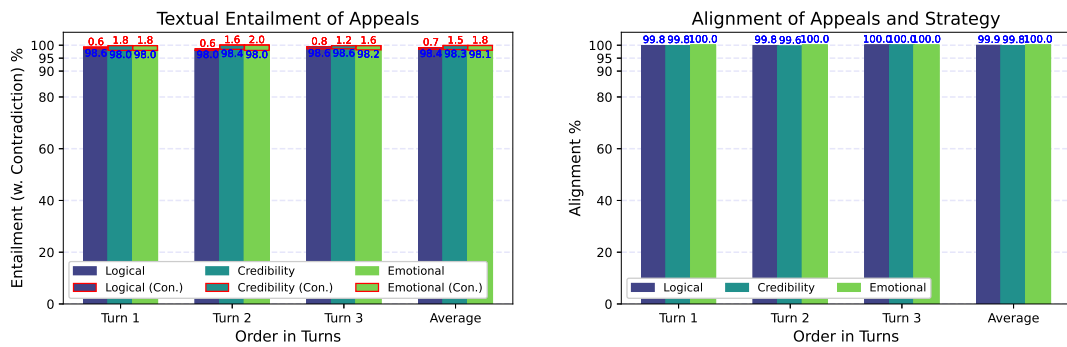 Textual Entailment of Appeals
Entailment (w. Contradiction) %
100
95
90
80
60
40
20
0
0.6 1.8 1.8
98.6 98.0 98.0
0.6 1.6 2.0
98.0 98.4 98.0
0.8 1.2 1.6
98.6 98.6 98.2
0.7 1.5 1.8
98.4 98.3 98.1
Logical Credibility Emotional
Logical (Con.) Credibility (Con.) Emotional (Con.)
Turn 1 Turn 2 Turn 3 Average
Order in Turns
Alignment of Appeals and Strategy
Alignment %
100
95
90
80
60
40
20
0
99.8 99.8 100.0
99.8 99.6 100.0
100.0 100.0 100.0
99.9 99.8 100.0
Logical Credibility Emotional
Turn 1 Turn 2 Turn 3 Average
Order in Turns